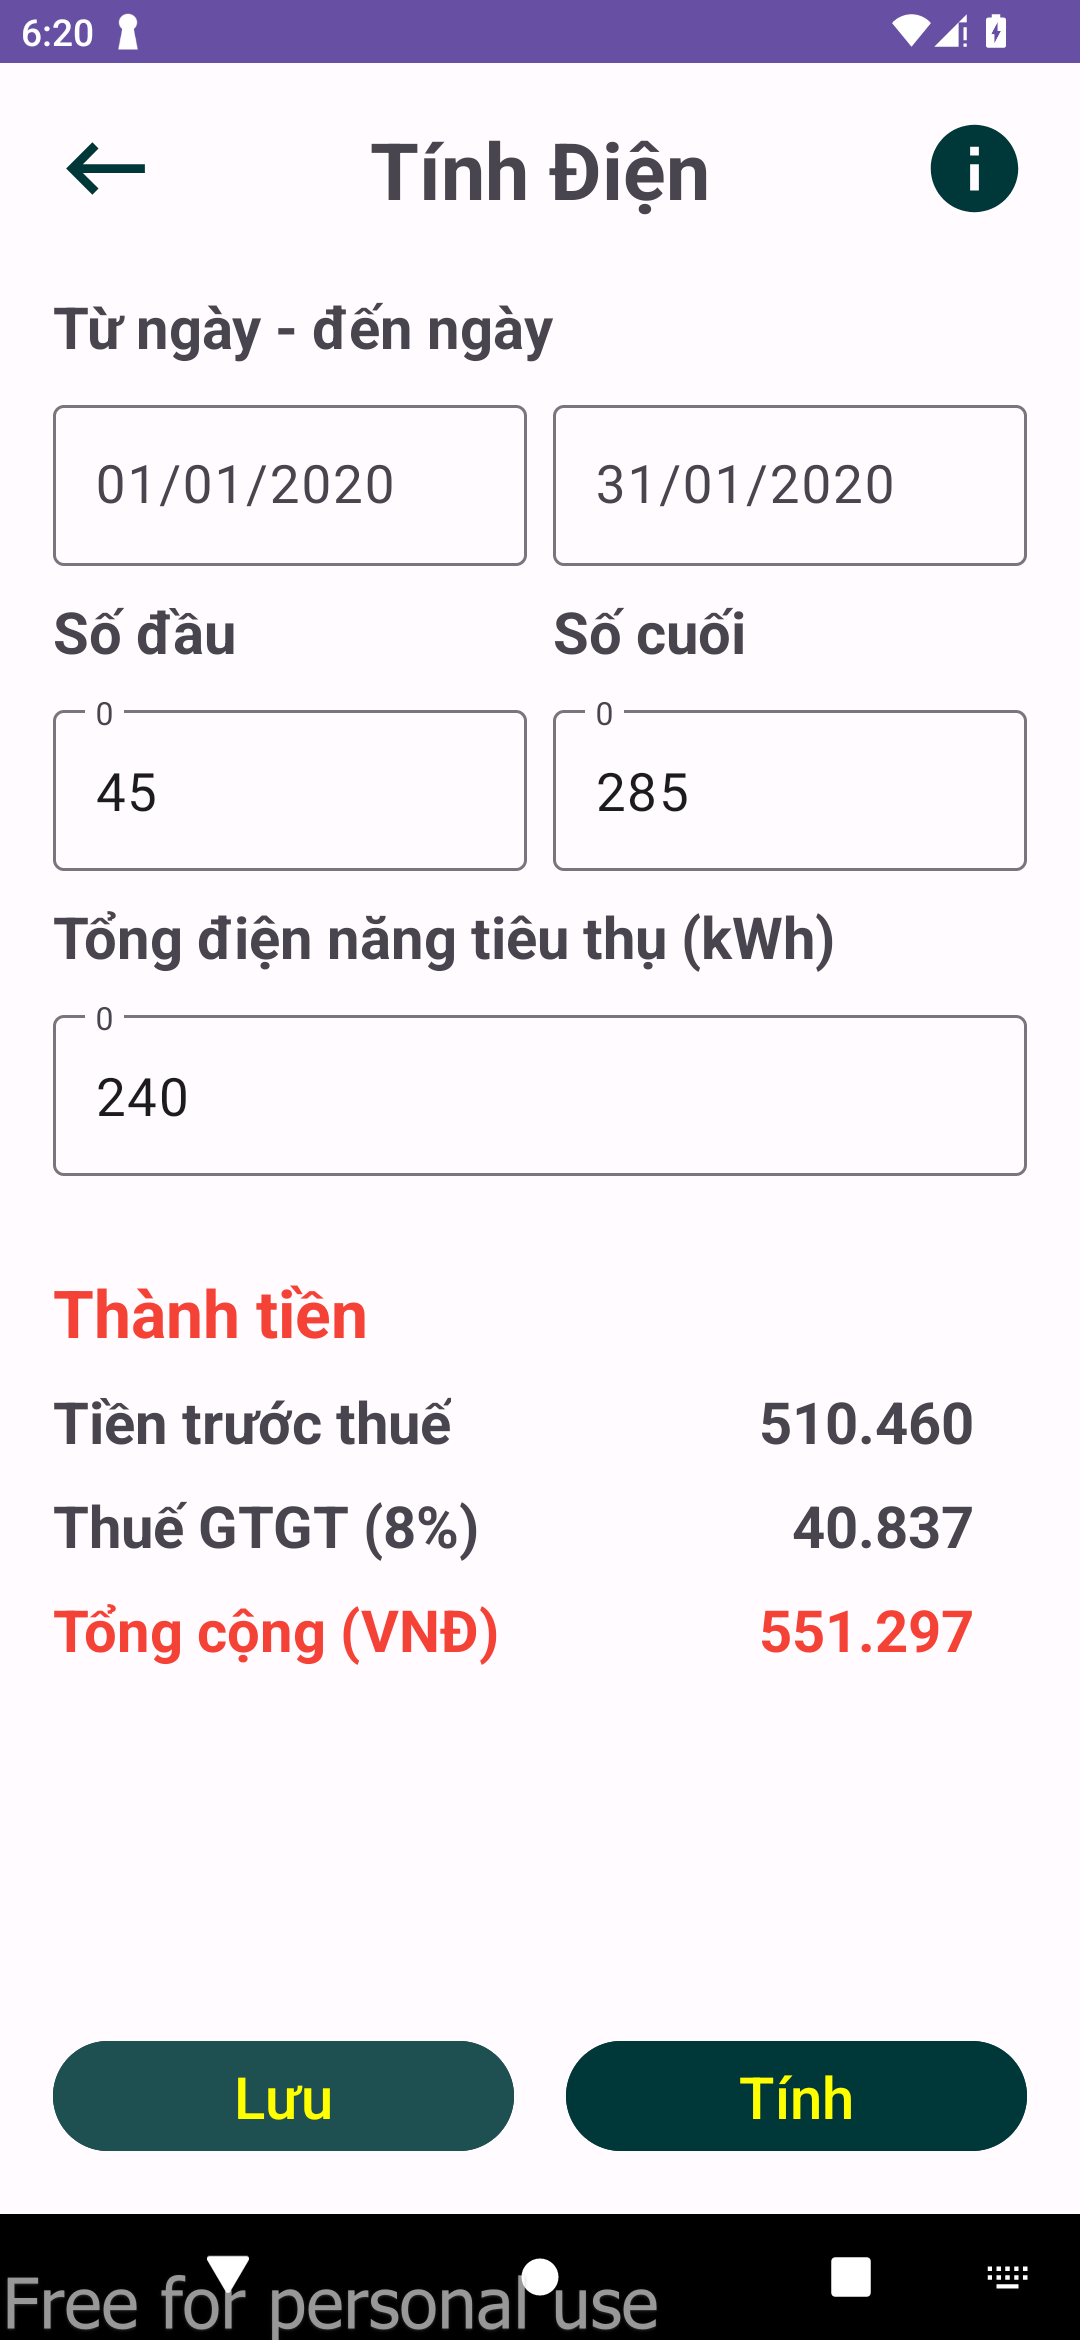 6:20
Tính Điện
Từ ngày - đến ngày
01/01/2020 31/01/2020
Số đầu Số cuối
0 0
45 285
Tổng điện năng tiêu thụ (kWh)
0
240
Thành tiền
Tiền trước thuế 510.460
Thuế GTGT (8%) 40.837
Tổng cộng (VNĐ) 551.297
Lưu Tính
Free for personal use